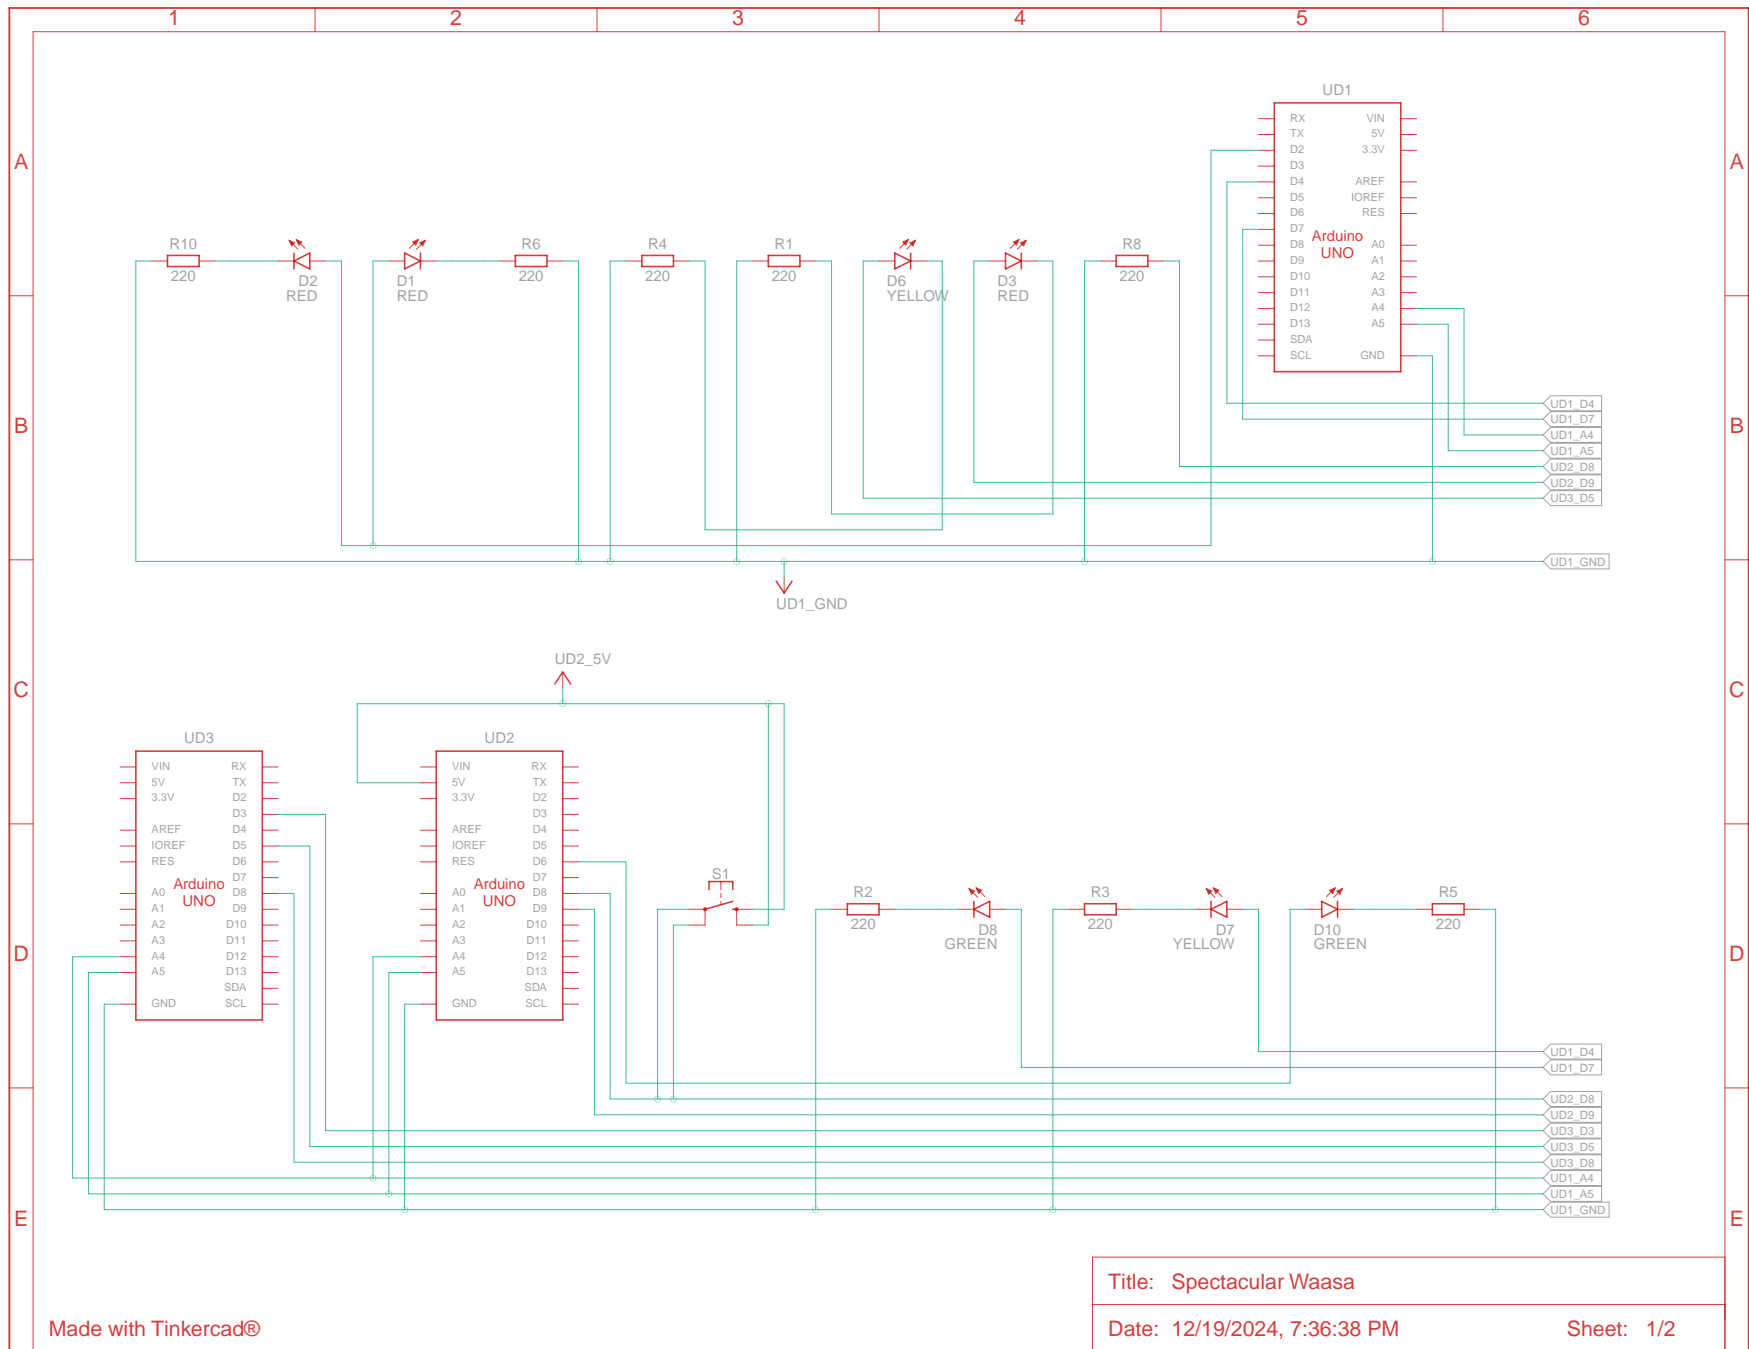 1 2 3 4 5 6
A A
B B
C C
D D
E E
UD1
RX VIN
TX 5V
D2 3.3V
D3
D4 AREF
D5 IOREF
D6 RES
D7
Arduino
UNO
D8 A0
D9 A1
D10 A2
D11 A3
D12 A4
D13 A5
SDA
SCL GND
R10
220
D2
RED
D1
RED
R6
220
R4
220
R1
220
D6
YELLOW
D3
RED
R8
220
UD1_D4
UD1_D7
UD1_A4
UD1_A5
UD2_D8
UD2_D9
UD3_D5
UD1_GND
UD1_GND
UD2_5V
UD3
VIN RX
5V TX
3.3V D2
D3
AREF D4
IOREF D5
RES D6
D7
Arduino
UNO
A0 D8
A1 D9
A2 D10
A3 D11
A4 D12
A5 D13
SDA
GND SCL
UD2
VIN RX
5V TX
3.3V D2
D3
AREF D4
IOREF D5
RES D6
D7
Arduino
UNO
A0 D8
A1 D9
A2 D10
A3 D11
A4 D12
A5 D13
SDA
GND SCL
S1
R2
220
D8
GREEN
R3
220
D7
YELLOW
D10
GREEN
R5
220
UD1_D4
UD1_D7
UD2_D8
UD2_D9
UD3_D3
UD3_D5
UD3_D8
UD1_A4
UD1_A5
UD1_GND
Title: Spectacular Waasa
Date: 12/19/2024, 7:36:38 PM Sheet: 1/2
Made with Tinkercad®